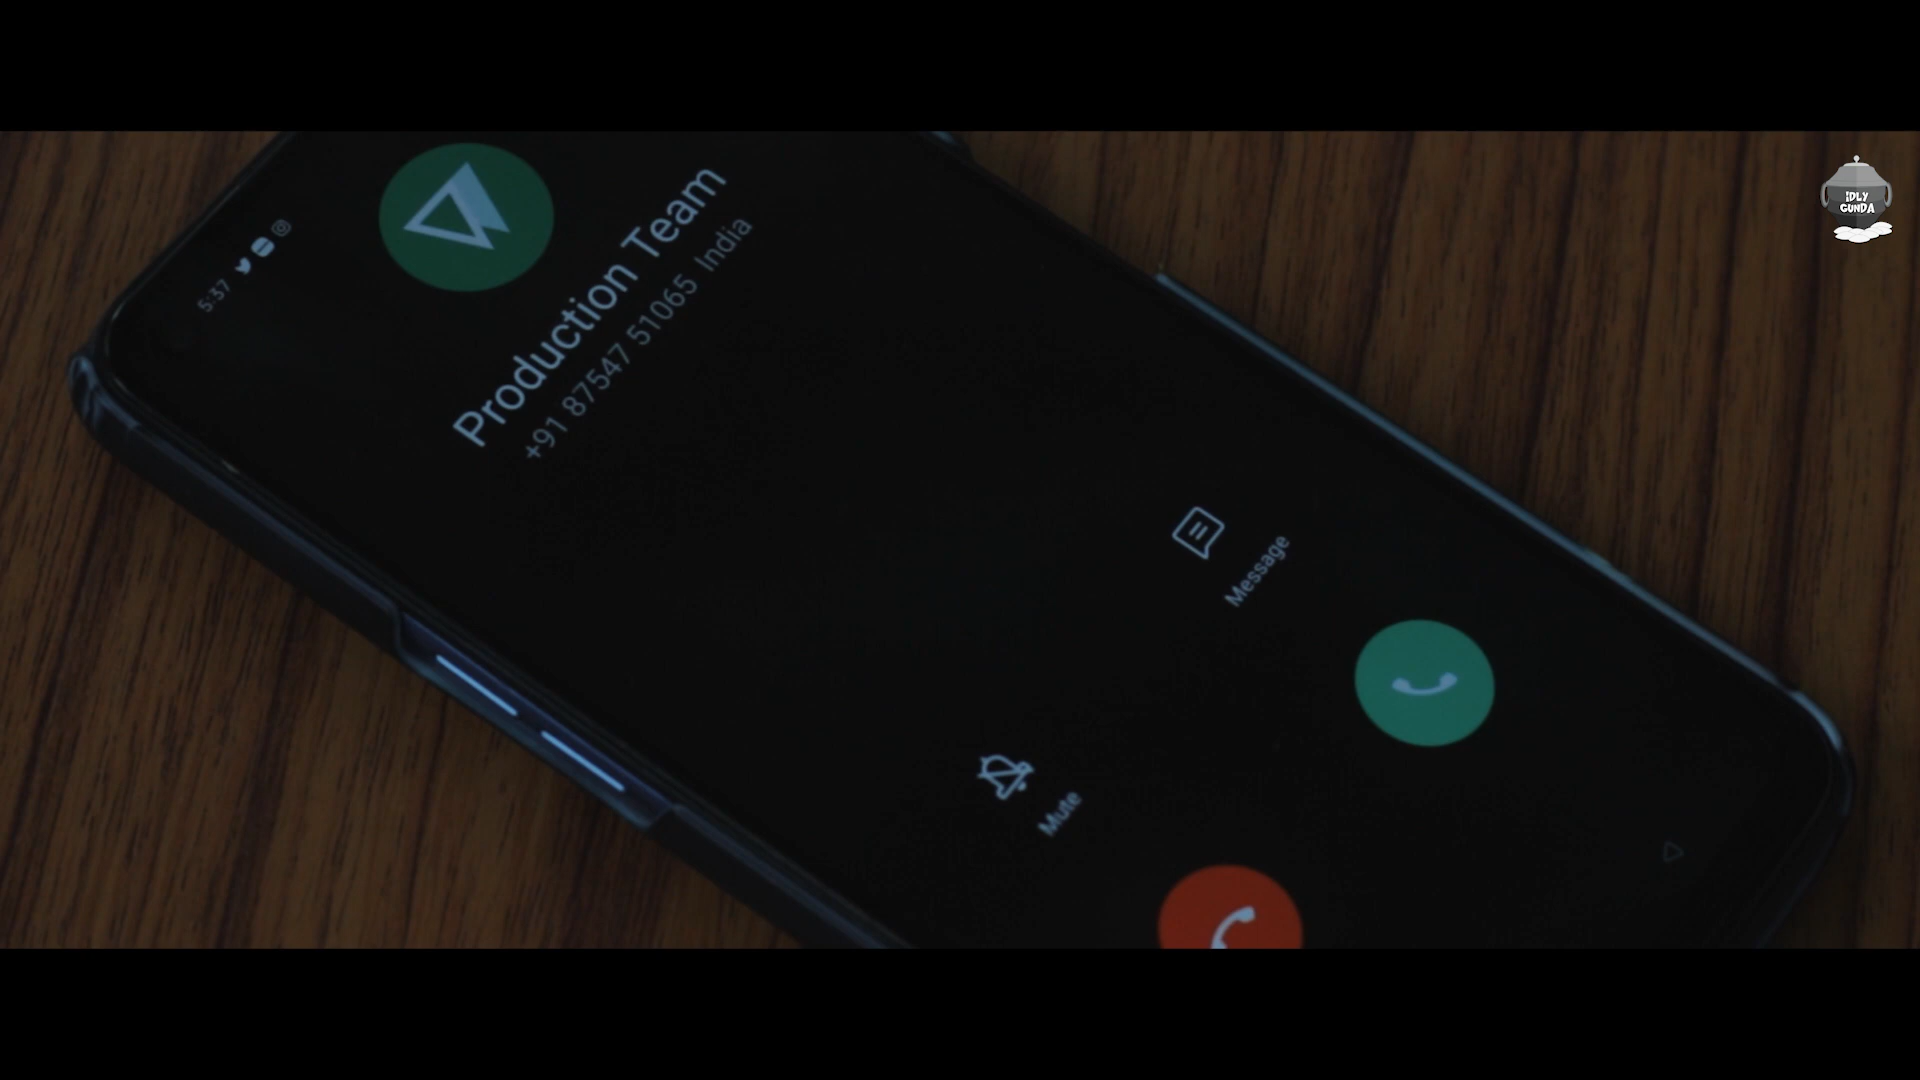 5:37
Production Team
+91 87547 51065 India
Message
Mute
IDLY
GUNDA